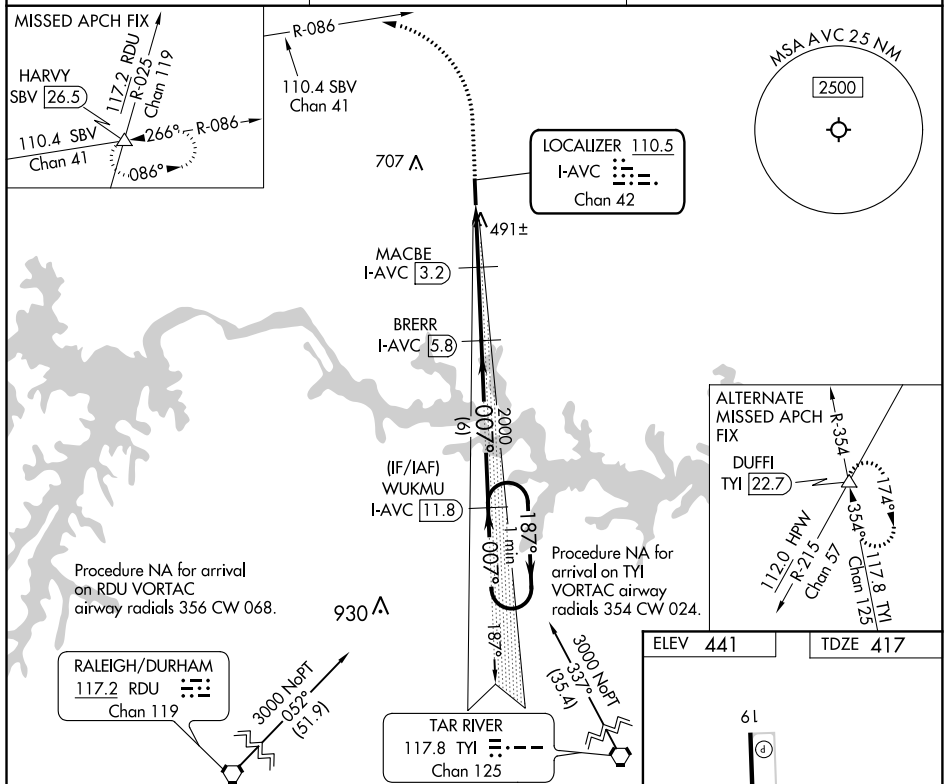 MISSED APCH FIX
HARVY
SBV 26.5
117.2 RDU
R-025
Chan 119
110.4 SBV
Chan 41
266°
R-086
086°
R-086
110.4 SBV
Chan 41
MSA AVC 25 NM
2500
707
LOCALIZER 110.5
I-AVC
Chan 42
491±
MACBE
I-AVC 3.2
BRERR
I-AVC 5.8
2000
007°
(6)
(IF/IAF)
WUKMU
I-AVC 11.8
187°
1 min
007°
187°
ALTERNATE
MISSED APCH
FIX
DUFFI
TYI 22.7
R-354
174°
354°
112.0 HPW
R-215
Chan 57
117.8 TYI
Chan 125
Procedure NA for arrival
on RDU VORTAC
airway radials 356 CW 068.
930
Procedure NA for
arrival on TYI
VORTAC airway
radials 354 CW 024.
RALEIGH/DURHAM
117.2 RDU
Chan 119
3000 NoPT
052°
(51.9)
3000 NoPT
337°
(35.4)
TAR RIVER
117.8 TYI
Chan 125
ELEV 441
TDZE 417
19
P